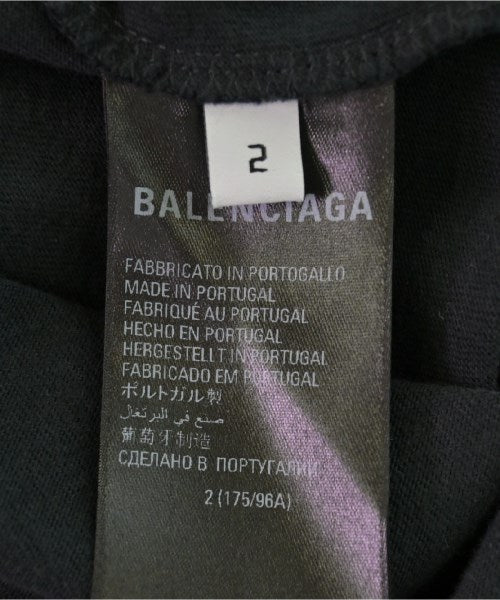 2
BALENCIAGA
FABBRICATO IN PORTOGALLO
MADE IN PORTUGAL
FABRIQUÉ AU PORTUGAL
HECHO EN PORTUGAL
HERGESTELLT IN PORTUGAL
FABRICADO EM PORTUGAL
ポルトガル製
صنع في البرتغال
葡萄牙制造
СДЕЛАНО В ПОРТУГАЛИИ
2 (175/96A)